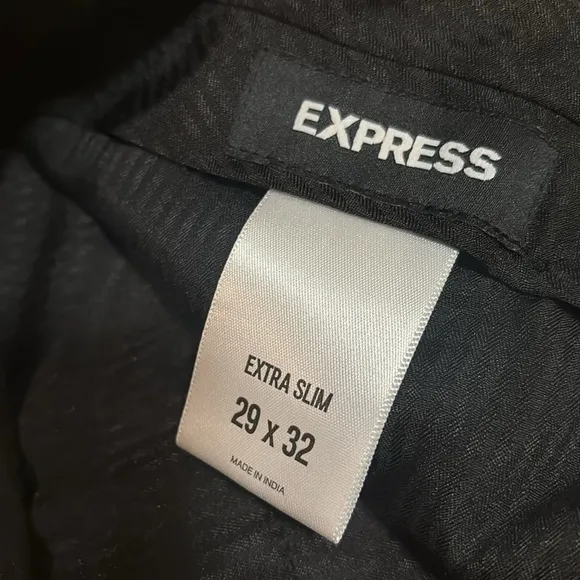 EXPRESS
EXTRA SLIM
29 x 32
MADE IN INDIA